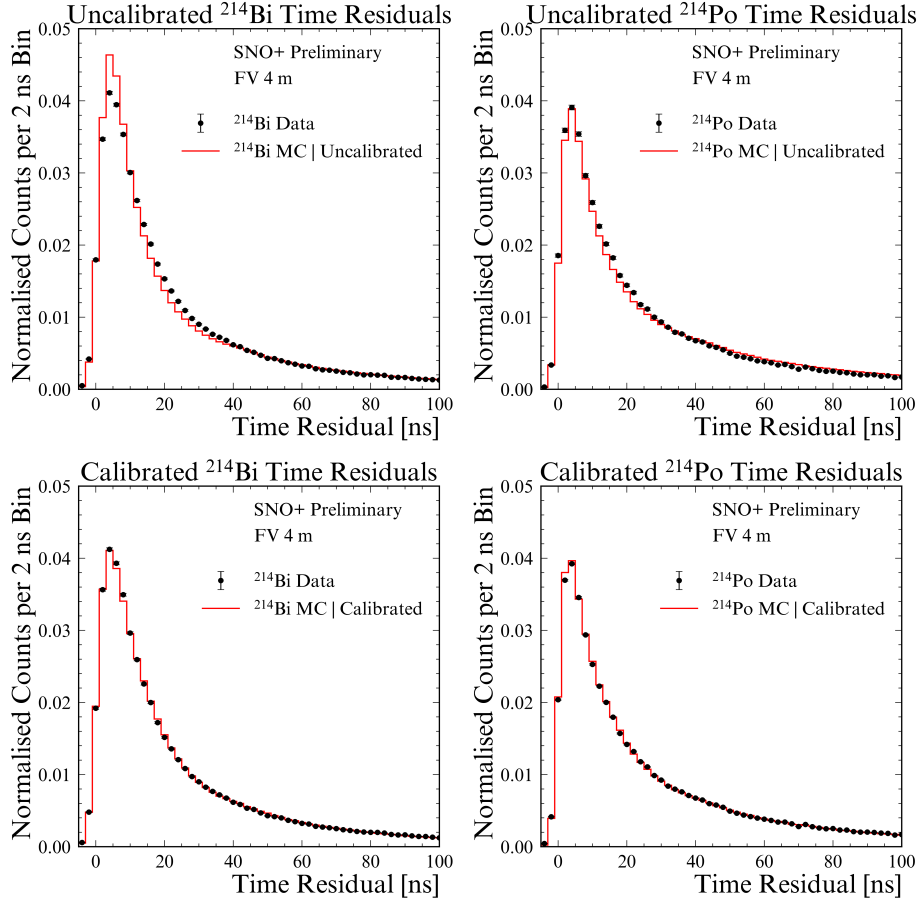 Uncalibrated ²¹⁴Bi Time Residuals
Normalised Counts per 2 ns Bin
0.05
0.04
0.03
0.02
0.01
0.00
SNO+ Preliminary
FV 4 m
²¹⁴Bi Data
²¹⁴Bi MC | Uncalibrated
0 20 40 60 80 100
Time Residual [ns]
Uncalibrated ²¹⁴Po Time Residuals
Normalised Counts per 2 ns Bin
0.05
0.04
0.03
0.02
0.01
0.00
SNO+ Preliminary
FV 4 m
²¹⁴Po Data
²¹⁴Po MC | Uncalibrated
0 20 40 60 80 100
Time Residual [ns]
Calibrated ²¹⁴Bi Time Residuals
Normalised Counts per 2 ns Bin
0.05
0.04
0.03
0.02
0.01
0.00
SNO+ Preliminary
FV 4 m
²¹⁴Bi Data
²¹⁴Bi MC | Calibrated
0 20 40 60 80 100
Time Residual [ns]
Calibrated ²¹⁴Po Time Residuals
Normalised Counts per 2 ns Bin
0.05
0.04
0.03
0.02
0.01
0.00
SNO+ Preliminary
FV 4 m
²¹⁴Po Data
²¹⁴Po MC | Calibrated
0 20 40 60 80 100
Time Residual [ns]